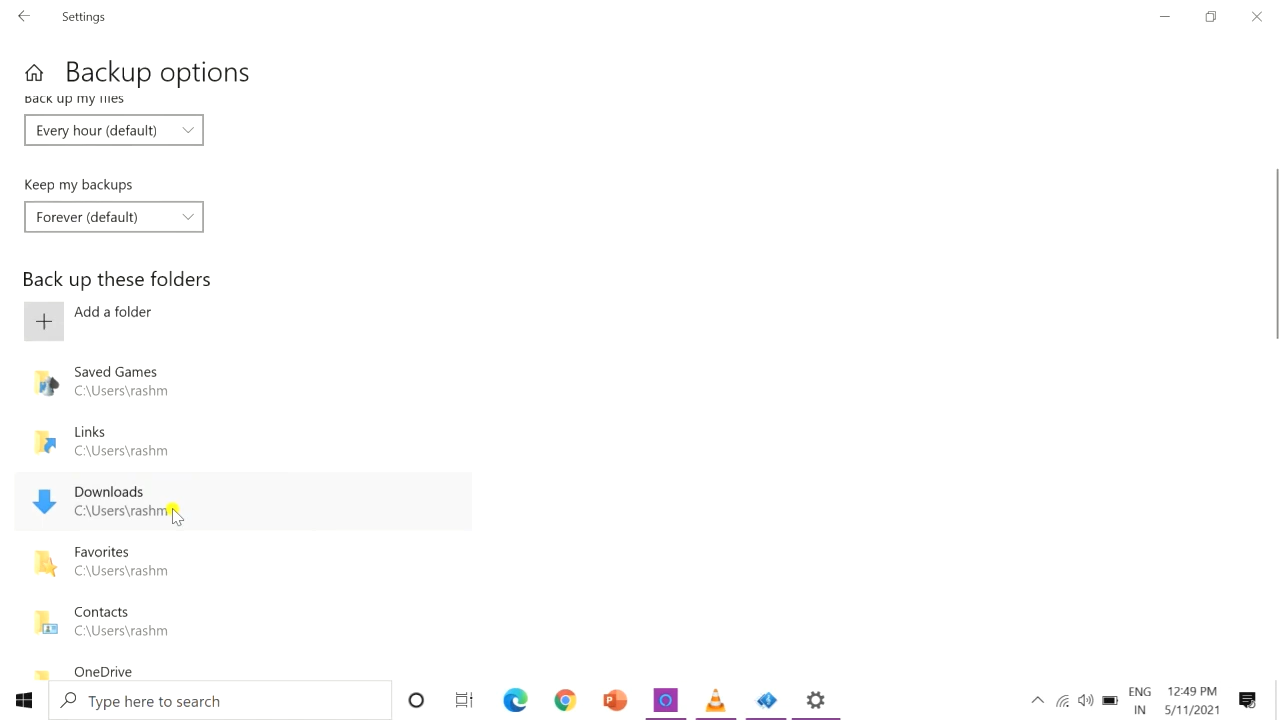 Settings
Backup options
Back up my files
Every hour (default)
Keep my backups
Forever (default)
Back up these folders
Add a folder
Saved Games
C:\Users\rashm
Links
C:\Users\rashm
Downloads
C:\Users\rashm
Favorites
C:\Users\rashm
Contacts
C:\Users\rashm
OneDrive
Type here to search
ENG
IN
12:49 PM
5/11/2021